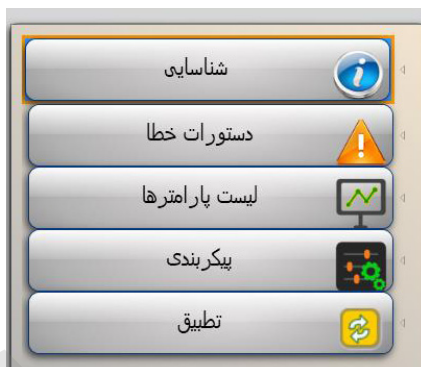 شناسایی
دستورات خطا
لیست پارامترها
پیکربندی
تطبیق